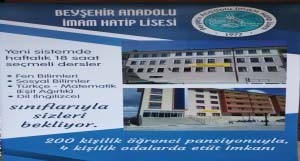 BEYŞEHİR ANADOLU
İMAM HATİP LİSESİ
Yeni sistemde
haftalık 18 saat
seçmeli dersler
• Fen Bilimleri
• Sosyal Bilimler
• Türkçe - Matematik
(Eşit Ağırlık)
• Dil (İngilizce)
sınıflarıyla
sizleri
bekliyor.
200 kişilik öğrenci pansiyonuyla,
4 kişilik odalarda etüt imkanı
1977